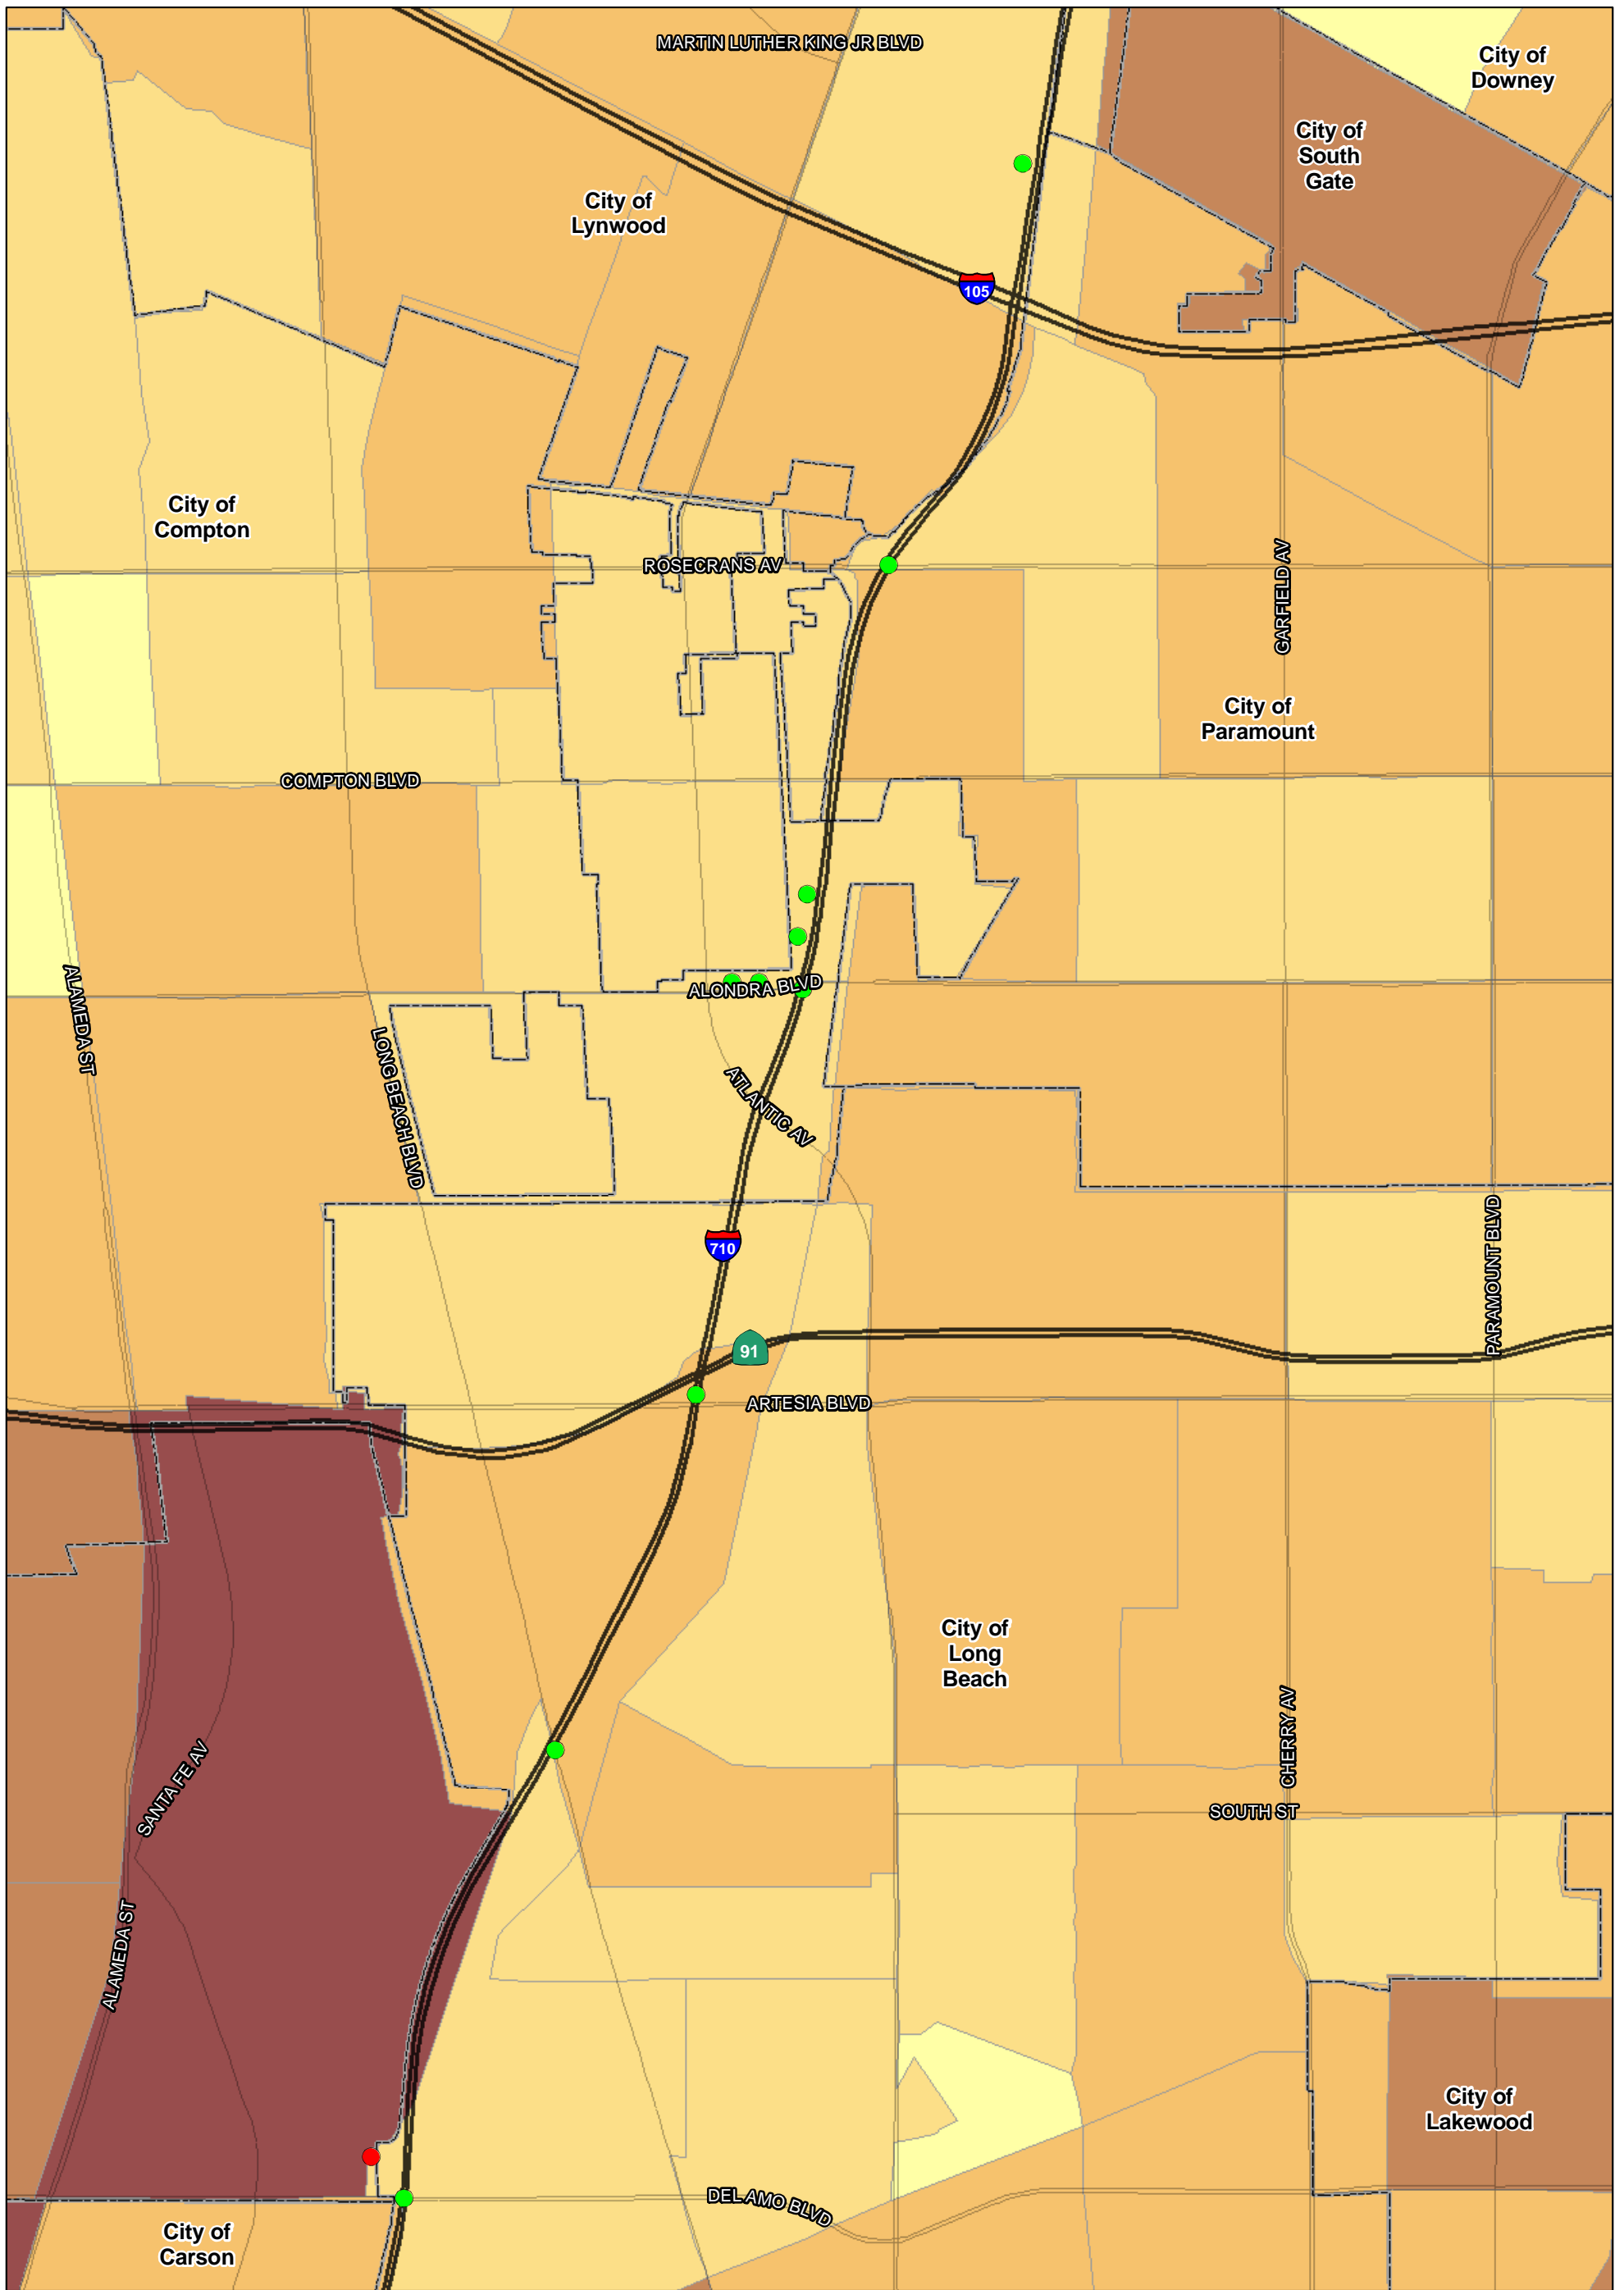 MARTIN LUTHER KING JR BLVD
City of
Downey
City of
South
Gate
City of
Lynwood
105
City of
Compton
ROSECRANS AV
GARFIELD AV
City of
Paramount
COMPTON BLVD
ALAMEDA ST
ALONDRA BLVD
LONG BEACH BLVD
ATLANTIC AV
710
PARAMOUNT BLVD
91
ARTESIA BLVD
City of
Long
Beach
CHERRY AV
SANTA FE AV
SOUTH ST
ALAMEDA ST
City of
Lakewood
DEL AMO BLVD
City of
Carson